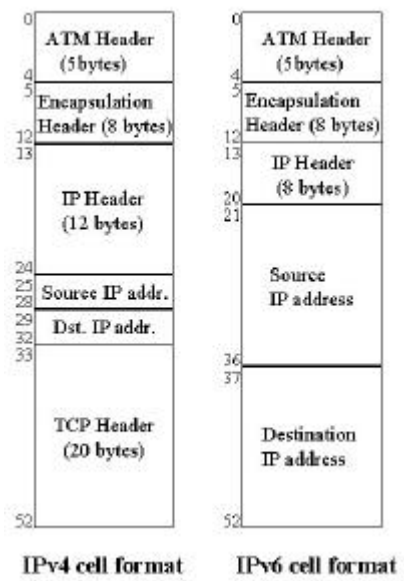 0
ATM Header
(5bytes)
4
5
Encapsulation
Header (8 bytes)
12
13
IP Header
(12 bytes)
24
25
Source IP addr.
28
29
Dst. IP addr.
32
33
TCP Header
(20 bytes)
52
IPv4 cell format
0
ATM Header
(5bytes)
4
5
Encapsulation
Header (8 bytes)
12
13
IP Header
(8 bytes)
20
21
Source
IP address
36
37
Destination
IP address
52
IPv6 cell format